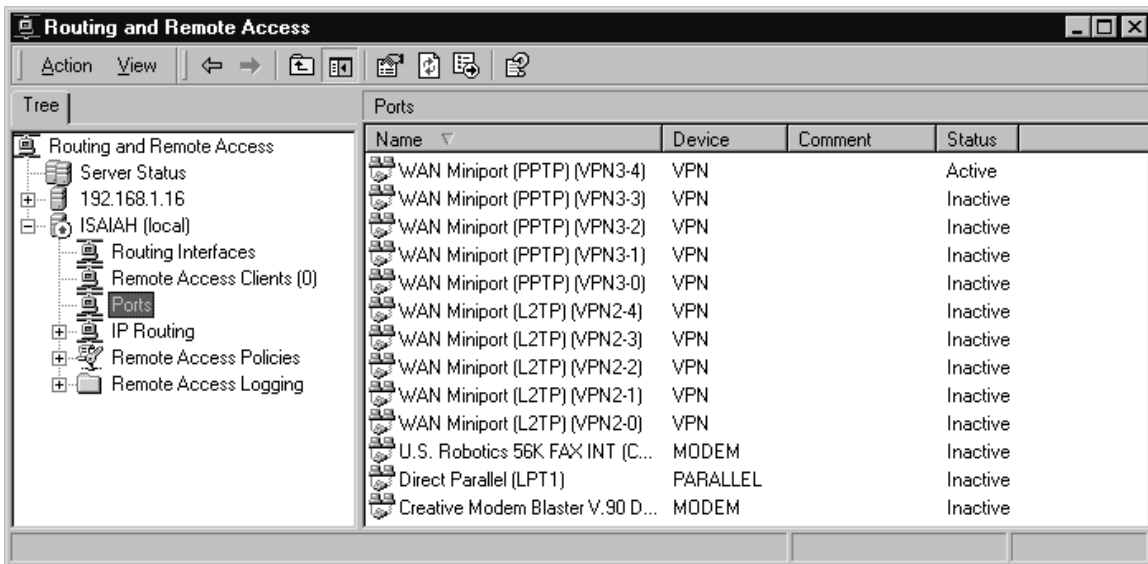 Routing and Remote Access
Action View
Tree
Routing and Remote Access
Server Status
192.168.1.16
ISAIAH (local)
Routing Interfaces
Remote Access Clients (0)
Ports
IP Routing
Remote Access Policies
Remote Access Logging
Ports
Name Device Comment Status
WAN Miniport (PPTP) (VPN3-4) VPN Active
WAN Miniport (PPTP) (VPN3-3) VPN Inactive
WAN Miniport (PPTP) (VPN3-2) VPN Inactive
WAN Miniport (PPTP) (VPN3-1) VPN Inactive
WAN Miniport (PPTP) (VPN3-0) VPN Inactive
WAN Miniport (L2TP) (VPN2-4) VPN Inactive
WAN Miniport (L2TP) (VPN2-3) VPN Inactive
WAN Miniport (L2TP) (VPN2-2) VPN Inactive
WAN Miniport (L2TP) (VPN2-1) VPN Inactive
WAN Miniport (L2TP) (VPN2-0) VPN Inactive
U.S. Robotics 56K FAX INT (C... MODEM Inactive
Direct Parallel (LPT1) PARALLEL Inactive
Creative Modem Blaster V.90 D... MODEM Inactive